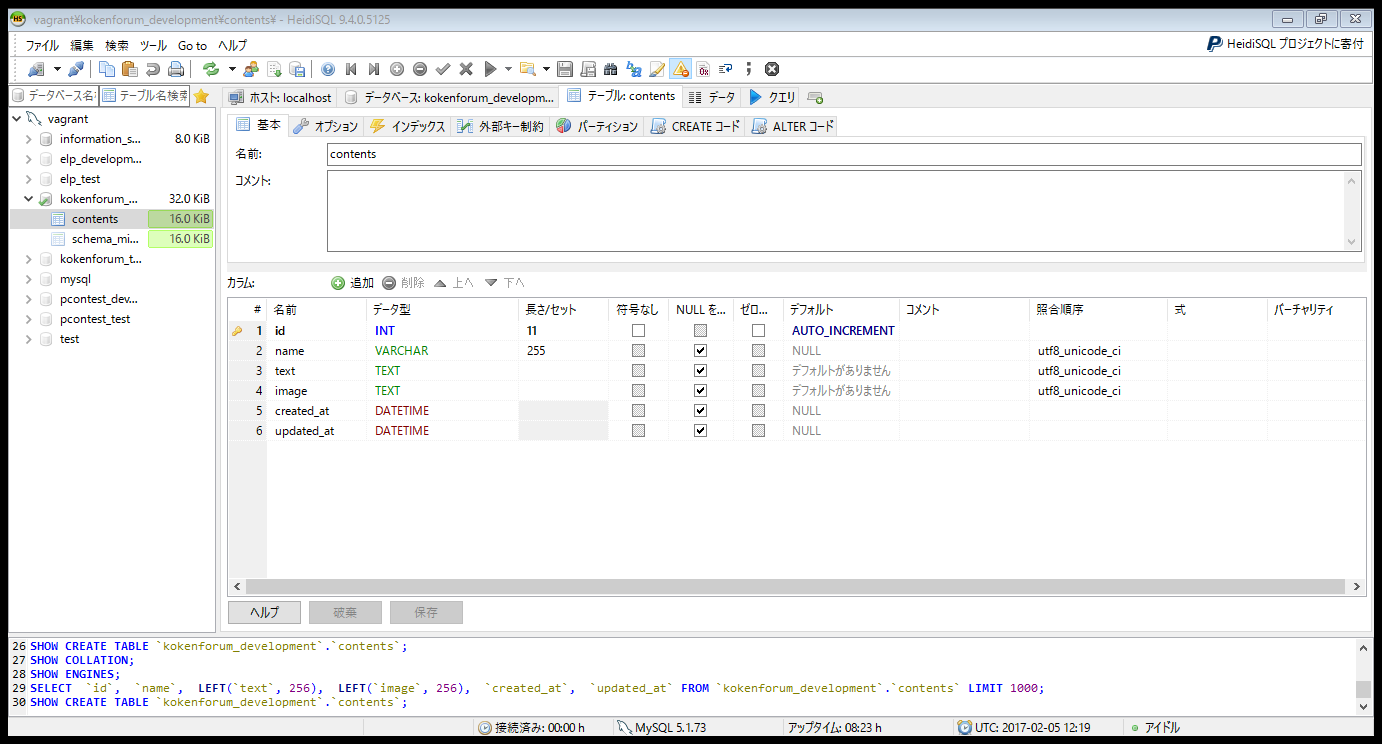 vagrant¥kokenforum_development¥contents¥ - HeidiSQL 9.4.0.5125
ファイル 編集 検索 ツール Go to ヘルプ
HeidiSQL プロジェクトに寄付
データベース名 テーブル名検索
ホスト: localhost データベース: kokenforum_developm... テーブル: contents データ クエリ
vagrant
information_s... 8.0 KiB
elp_developm...
elp_test
kokenforum_... 32.0 KiB
contents 16.0 KiB
schema_mi... 16.0 KiB
kokenforum_t...
mysql
pcontest_dev...
pcontest_test
test
基本 オプション インデックス 外部キー制約 パーティション CREATE コード ALTER コード
名前: contents
コメント:
カラム: 追加 削除 上へ 下へ
# 名前 データ型 長さ/セット 符号なし NULL を... ゼロ... デフォルト コメント 照合順序 式 バーチャリティ
1 id INT 11 AUTO_INCREMENT
2 name VARCHAR 255 NULL utf8_unicode_ci
3 text TEXT デフォルトがありません utf8_unicode_ci
4 image TEXT デフォルトがありません utf8_unicode_ci
5 created_at DATETIME NULL
6 updated_at DATETIME NULL
ヘルプ 破棄 保存
26 SHOW CREATE TABLE `kokenforum_development`.`contents`;
27 SHOW COLLATION;
28 SHOW ENGINES;
29 SELECT `id`, `name`, LEFT(`text`, 256), LEFT(`image`, 256), `created_at`, `updated_at` FROM `kokenforum_development`.`contents` LIMIT 1000;
30 SHOW CREATE TABLE `kokenforum_development`.`contents`;
接続済み: 00:00 h MySQL 5.1.73 アップタイム: 08:23 h UTC: 2017-02-05 12:19 アイドル